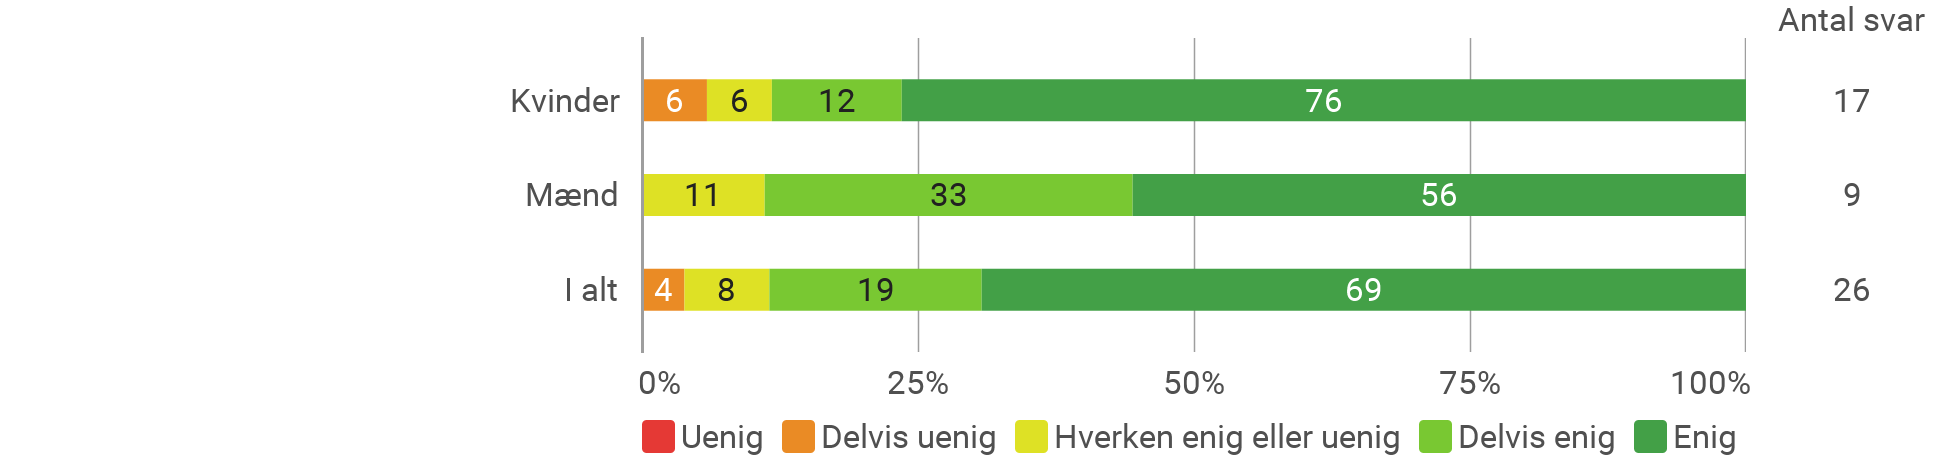 Antal svar
Kvinder 6 6 12 76 17
Mænd 11 33 56 9
I alt 4 8 19 69 26
0% 25% 50% 75% 100%
Uenig Delvis uenig Hverken enig eller uenig Delvis enig Enig